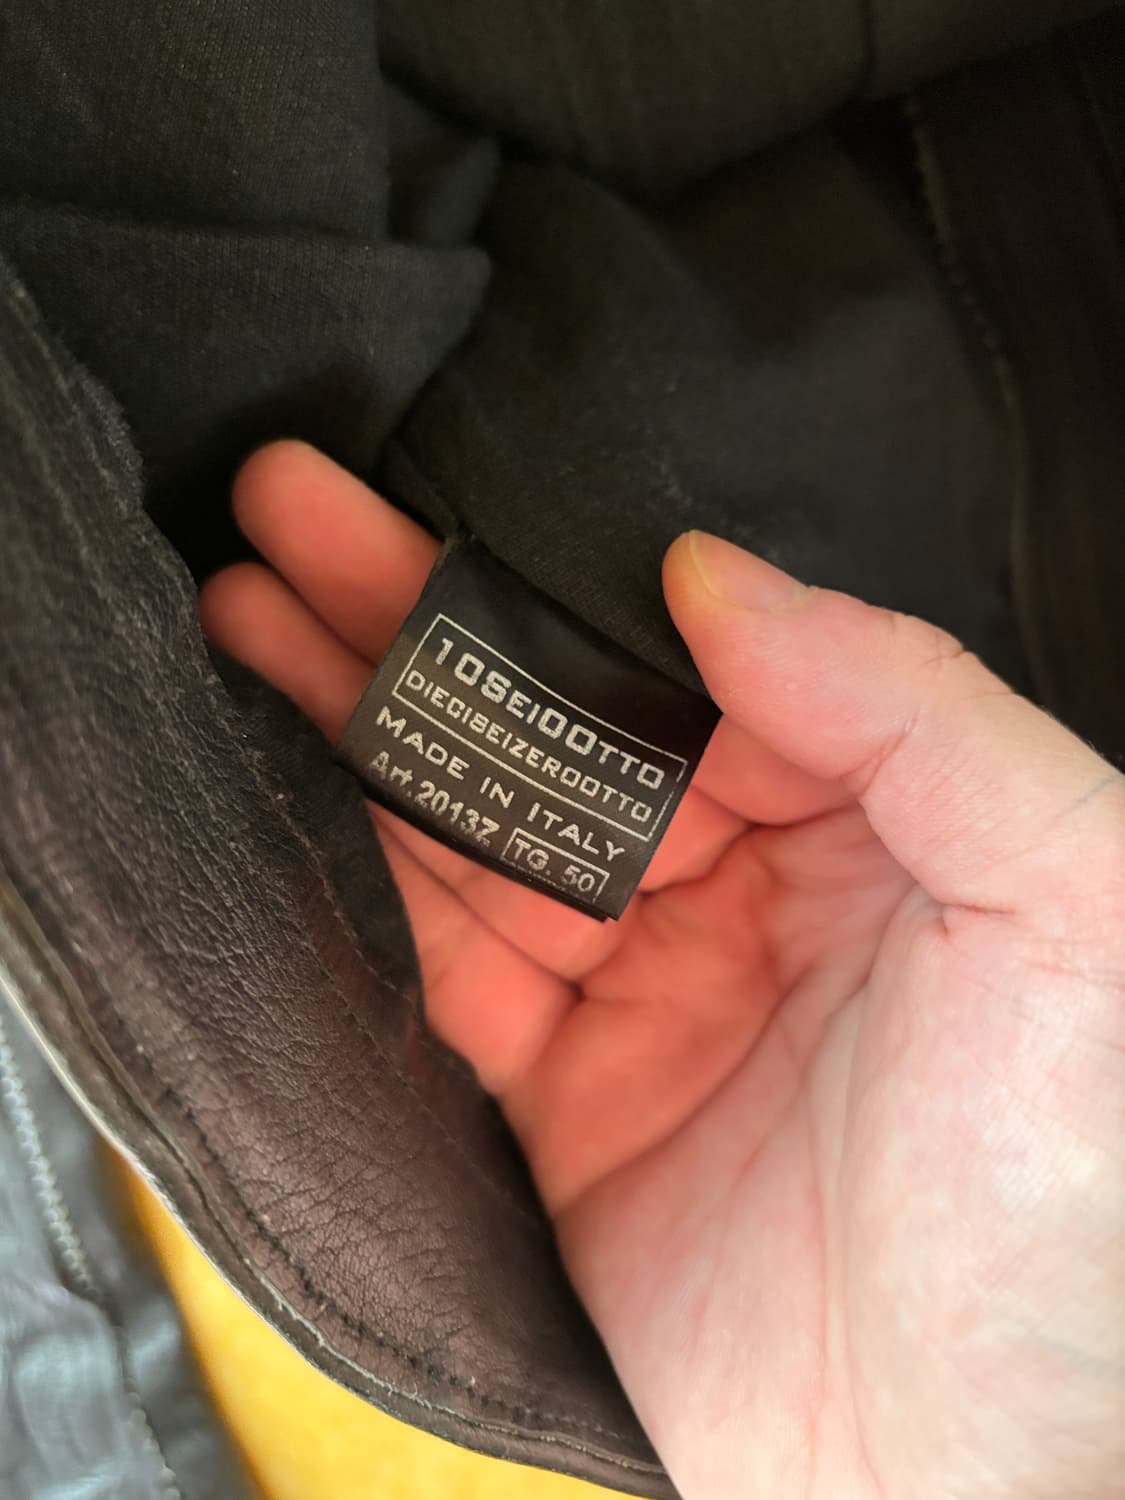 10SEI0OTTO
DIECISEIZEROOTTO
MADE IN ITALY
Art.2013Z TG. 50